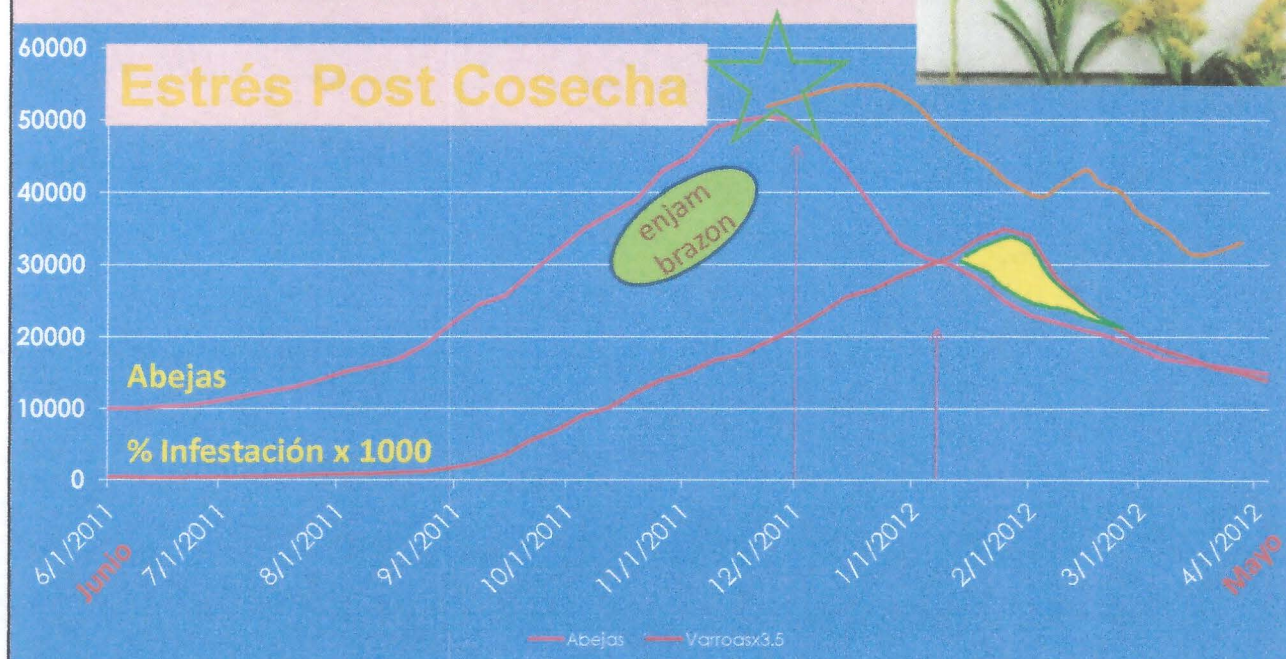 60000
Estrés Post Cosecha
50000
40000
enjam
brazon
30000
20000
Abejas
10000
% Infestación x 1000
0
6/1/2011
7/1/2011
8/1/2011
9/1/2011
10/1/2011
11/1/2011
12/1/2011
1/1/2012
2/1/2012
3/1/2012
4/1/2012
Junio
Mayo
Abejas
Varroasx3.5